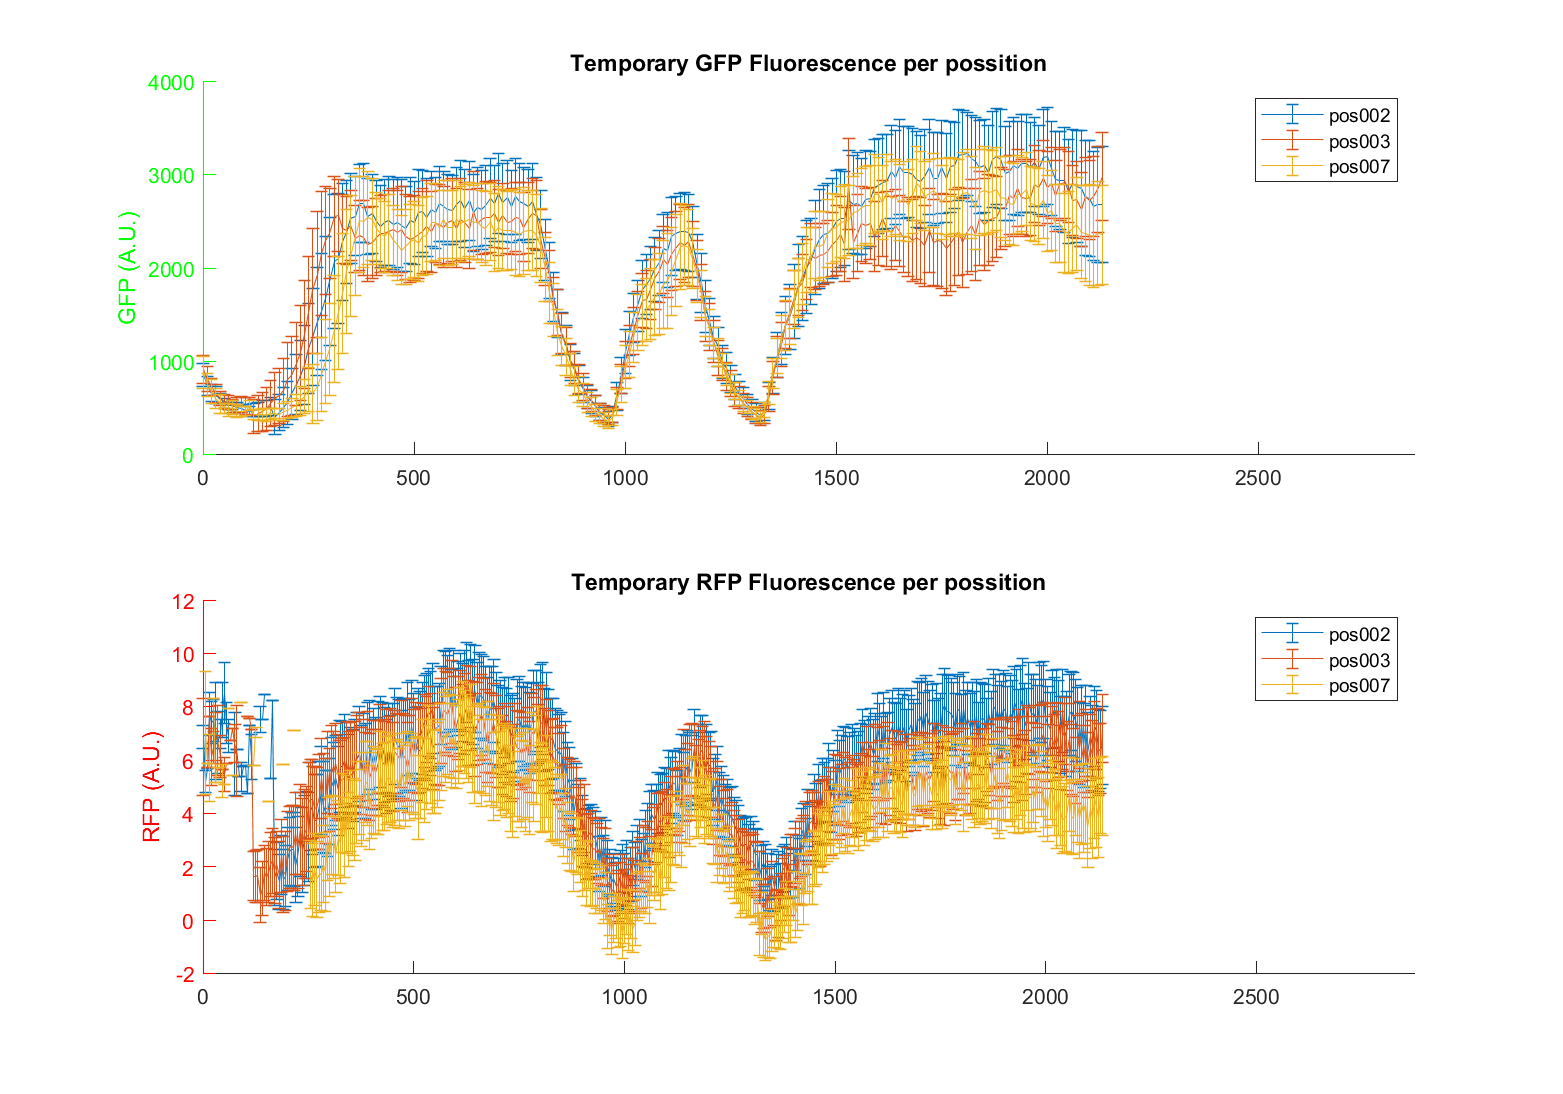 Temporary GFP Fluorescence per possition
GFP (A.U.)
4000
3000
2000
1000
0
0 500 1000 1500 2000 2500
pos002
pos003
pos007
Temporary RFP Fluorescence per possition
RFP (A.U.)
12
10
8
6
4
2
0
-2
0 500 1000 1500 2000 2500
pos002
pos003
pos007